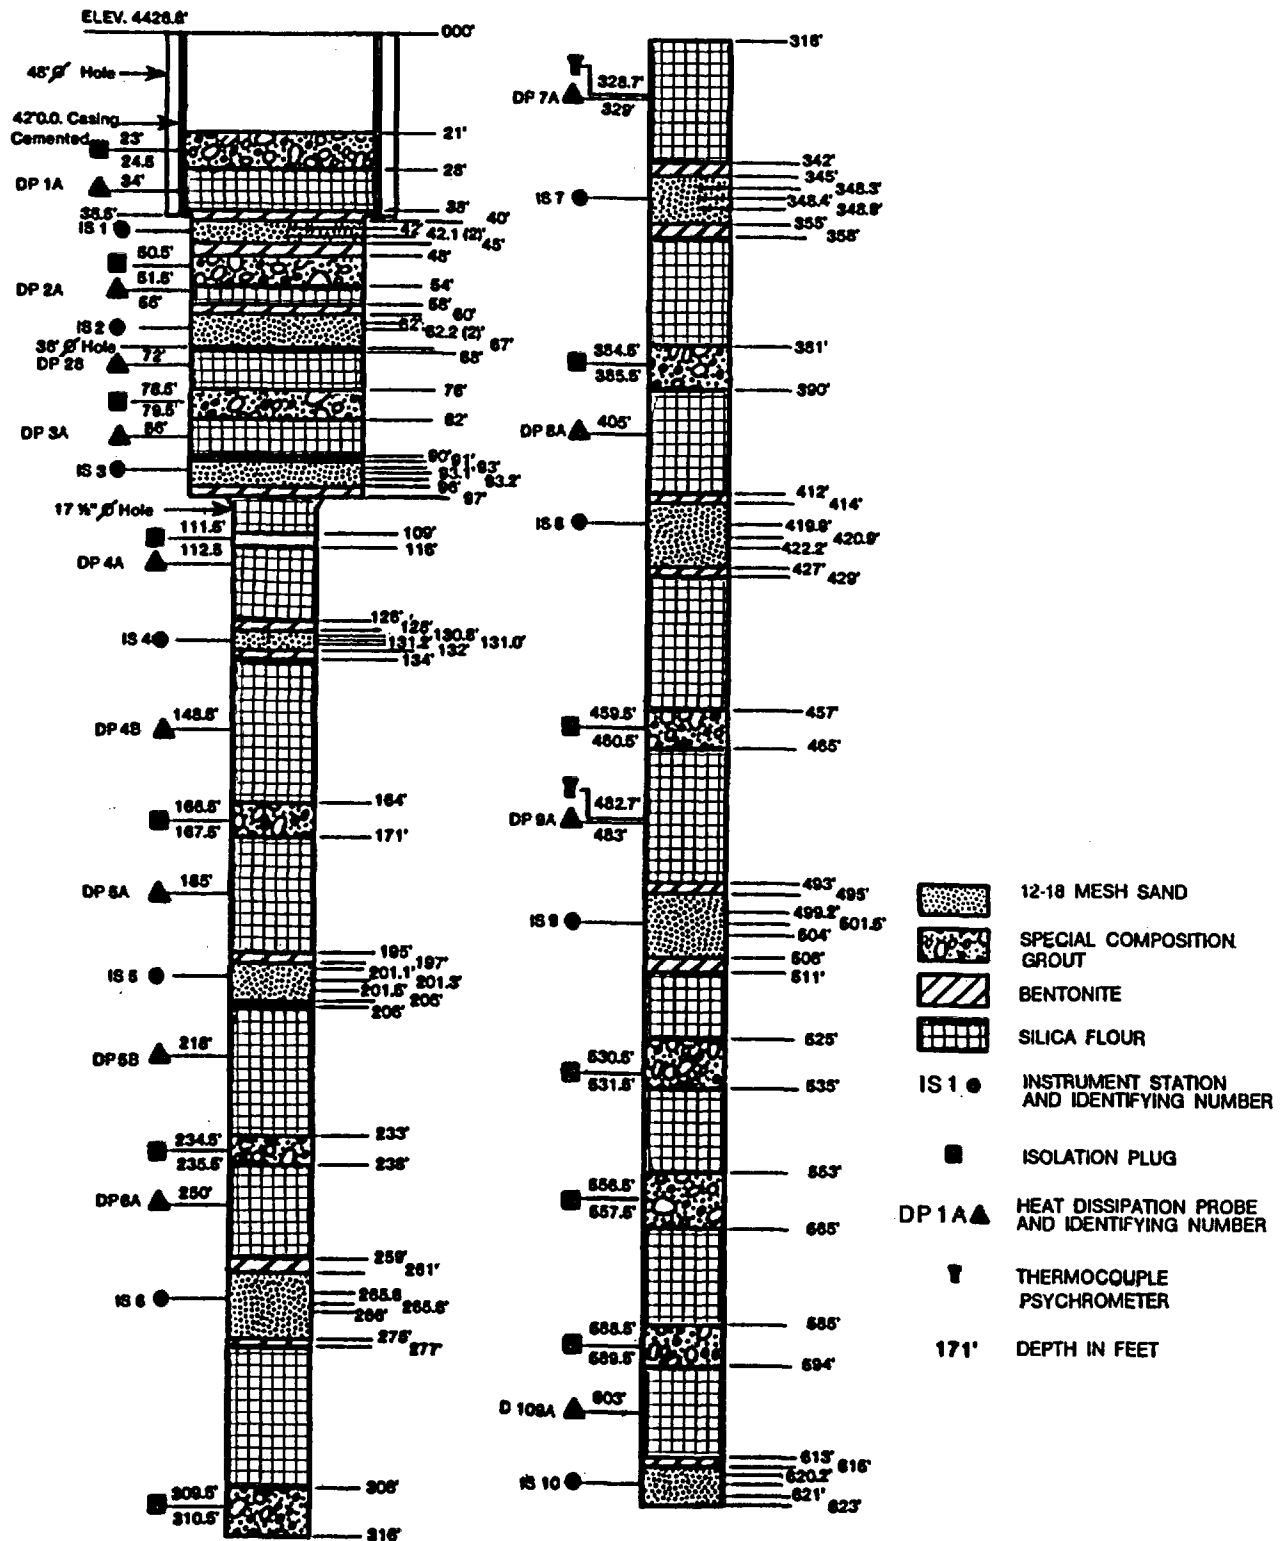 ELEV. 4426.8'
000'
48"Ø Hole
42"O.D. Casing
Cemented
21'
23'
24.5
28'
DP 1A
34'
38'
38.5'
40'
IS 1
42'
42.1 (2)'
45'
48'
50.5'
51.5'
54'
DP 2A
56'
58'
60'
IS 2
62'
62.2 (2)'
36"Ø Hole
67'
68'
DP 2B
72'
76'
78.5'
79.5'
82'
DP 3A
86'
90'
91'
IS 3
93'
93.1'
93.2'
96'
97'
17 ½"Ø Hole
109'
111.5'
112.5
116'
DP 4A
126'
128'
IS 4
130.8'
131.2'
131.0'
132'
134'
DP 4B
148.5'
164'
166.5'
167.5'
171'
DP 5A
185'
195'
197'
IS 5
201.1'
201.3'
201.5'
205'
206'
DP 5B
218'
233'
234.5'
235.5'
238'
DP 6A
250'
259'
261'
IS 6
265.6
265.8'
266'
275'
277'
308'
309.5'
310.5'
316'
316'
328.7'
DP 7A
329'
342'
345'
IS 7
348.3'
348.4'
348.9'
355'
358'
381'
384.5'
385.5'
390'
DP 8A
405'
412'
414'
IS 8
419.9'
420.9'
422.2'
427'
429'
457'
459.5'
460.5'
465'
482.7'
DP 9A
483'
493'
495'
499.2'
IS 9
501.5'
504'
508'
511'
525'
530.5'
531.5'
535'
553'
556.5'
557.5'
565'
585'
588.5'
589.5'
594'
D 109A
603'
613'
615'
IS 10
620.2'
621'
623'
12-18 MESH SAND
SPECIAL COMPOSITION
GROUT
BENTONITE
SILICA FLOUR
IS 1
INSTRUMENT STATION
AND IDENTIFYING NUMBER
ISOLATION PLUG
DP 1A
HEAT DISSIPATION PROBE
AND IDENTIFYING NUMBER
THERMOCOUPLE
PSYCHROMETER
171'
DEPTH IN FEET